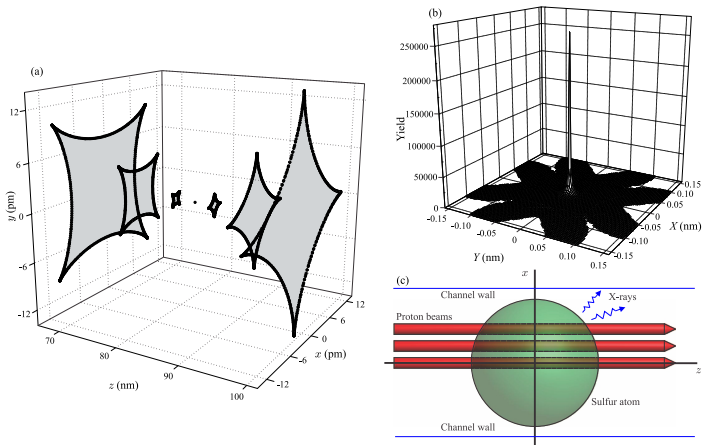 (a)
12
6
0
-6
-12
y (pm)
70
80
90
100
z (nm)
-12
-6
0
6
12
x (pm)
(b)
250000
200000
150000
100000
50000
0
Yield
-0.15
-0.10
-0.05
0
0.05
0.10
0.15
Y (nm)
-0.15
-0.10
-0.05
0
0.05
0.10
0.15
X (nm)
(c)
x
Channel wall
X-rays
Proton beams
z
Sulfur atom
Channel wall